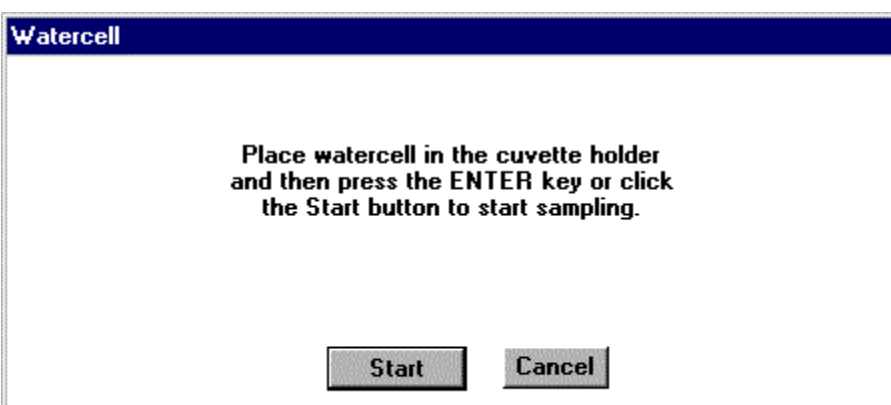 Watercell
Place watercell in the cuvette holder
and then press the ENTER key or click
the Start button to start sampling.
Start Cancel